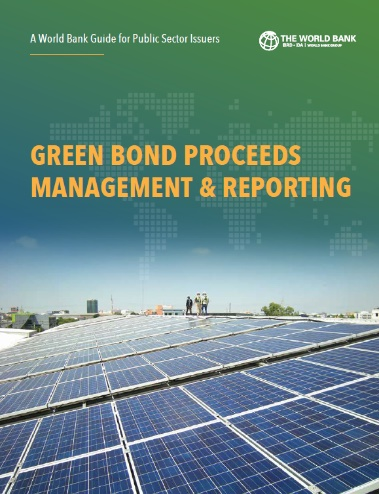 A World Bank Guide for Public Sector Issuers
THE WORLD BANK
IBRD • IDA | WORLD BANK GROUP
GREEN BOND PROCEEDS
MANAGEMENT & REPORTING